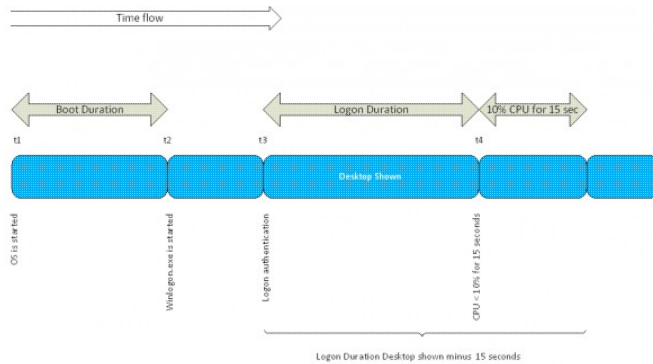 Time flow
Boot Duration
Logon Duration
10% CPU for 15 sec
t1
t2
t3
t4
Desktop Shown
OS is started
Winlogon.exe is started
Logon authentication
CPU < 10% for 15 seconds
Logon Duration Desktop shown minus 15 seconds